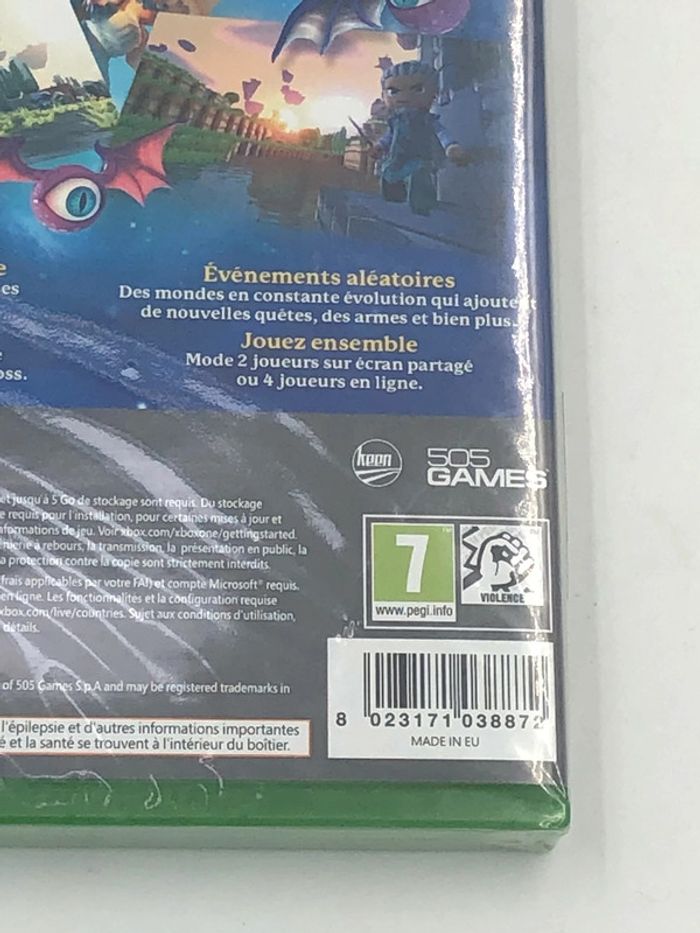 e
Événements aléatoires
es
Des mondes en constante évolution qui ajoutent
de nouvelles quêtes, des armes et bien plus.
Jouez ensemble
Mode 2 joueurs sur écran partagé
oss.
ou 4 joueurs en ligne.
keen
505
GAMES
et jusqu'à 5 Go de stockage sont requis. Du stockage
e requis pour l'installation, pour certaines mises à jour et
nformations de jeu. Voir xbox.com/xboxone/gettingstarted.
nierie à rebours, la transmission, la présentation en public, la
a protection contre la copie sont strictement interdits.
frais applicables par votre FAI) et compte Microsoft® requis.
en ligne. Les fonctionnalités et la configuration requise
xbox.com/live/countries. Sujet aux conditions d'utilisation,
détails.
7
www.pegi.info
VIOLENCE
of 505 Games S.p.A and may be registered trademarks in
l'épilepsie et d'autres informations importantes
é et la santé se trouvent à l'intérieur du boîtier.
8 023171 038872
MADE IN EU